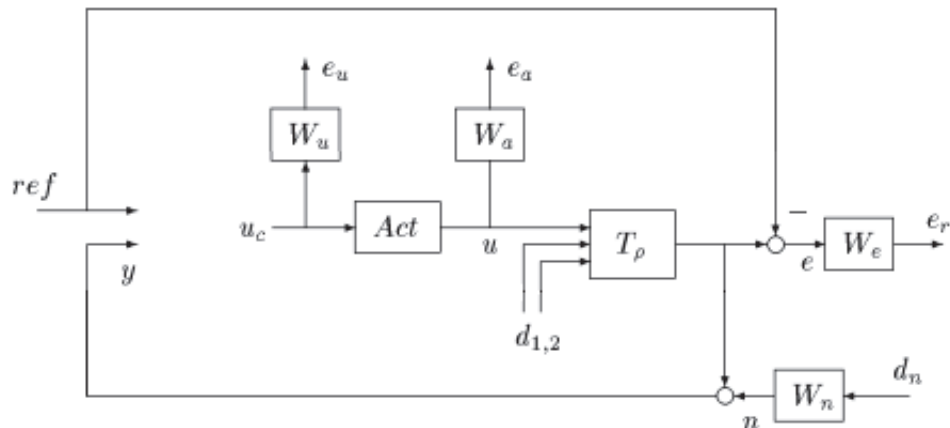 e_u
e_a
W_u
W_a
ref
u_c
Act
u
T_ρ
−
e
W_e
e_r
y
d_{1,2}
d_n
W_n
n